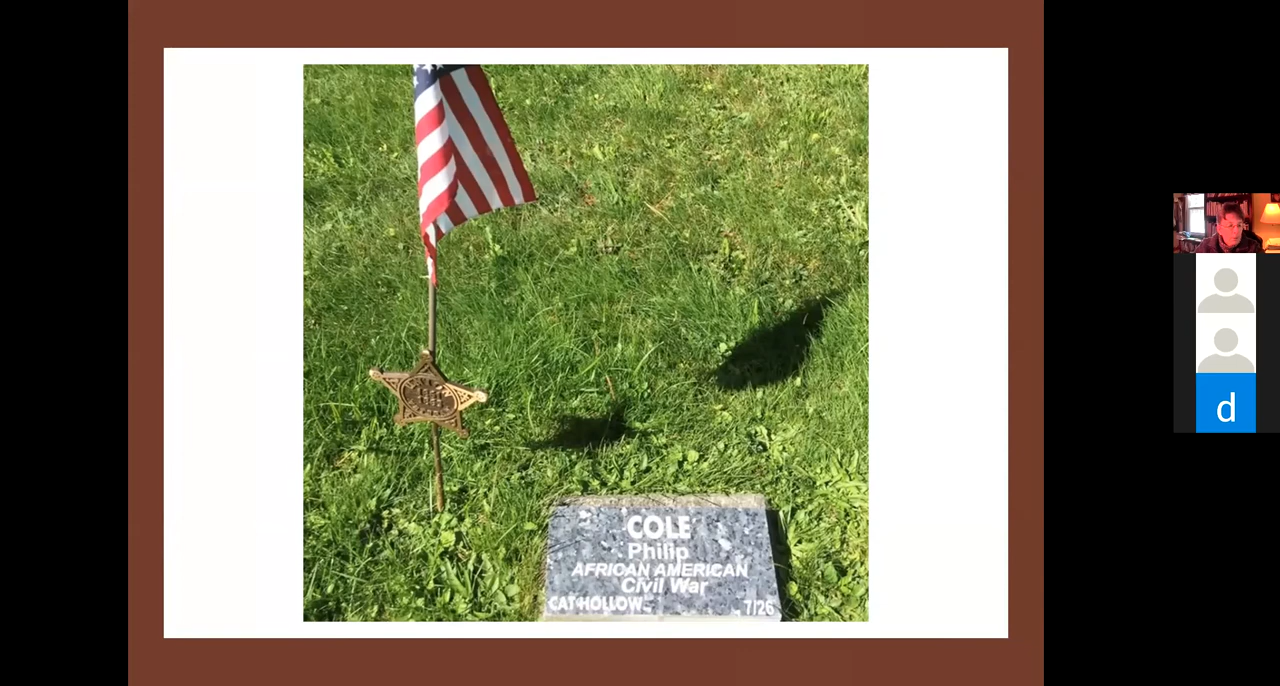 COLE
Philip
AFRICAN AMERICAN
Civil War
CAT HOLLOW 7/26
d